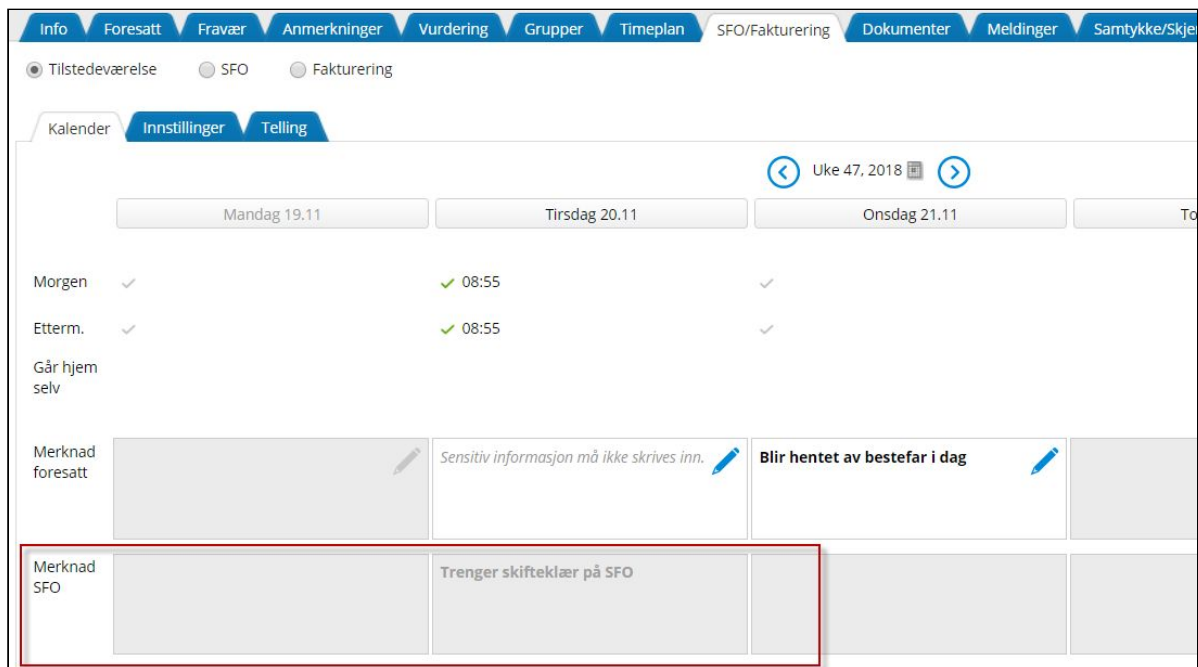 Info Foresatt Fravær Anmerkninger Vurdering Grupper Timeplan SFO/Fakturering Dokumenter Meldinger Samtykke/Skje
Tilstedeværelse SFO Fakturering
Kalender Innstillinger Telling
Uke 47, 2018
Mandag 19.11 Tirsdag 20.11 Onsdag 21.11 To
Morgen 08:55
Etterm. 08:55
Går hjem
selv
Merknad
foresatt
Sensitiv informasjon må ikke skrives inn. Blir hentet av bestefar i dag
Merknad
SFO
Trenger skifteklær på SFO